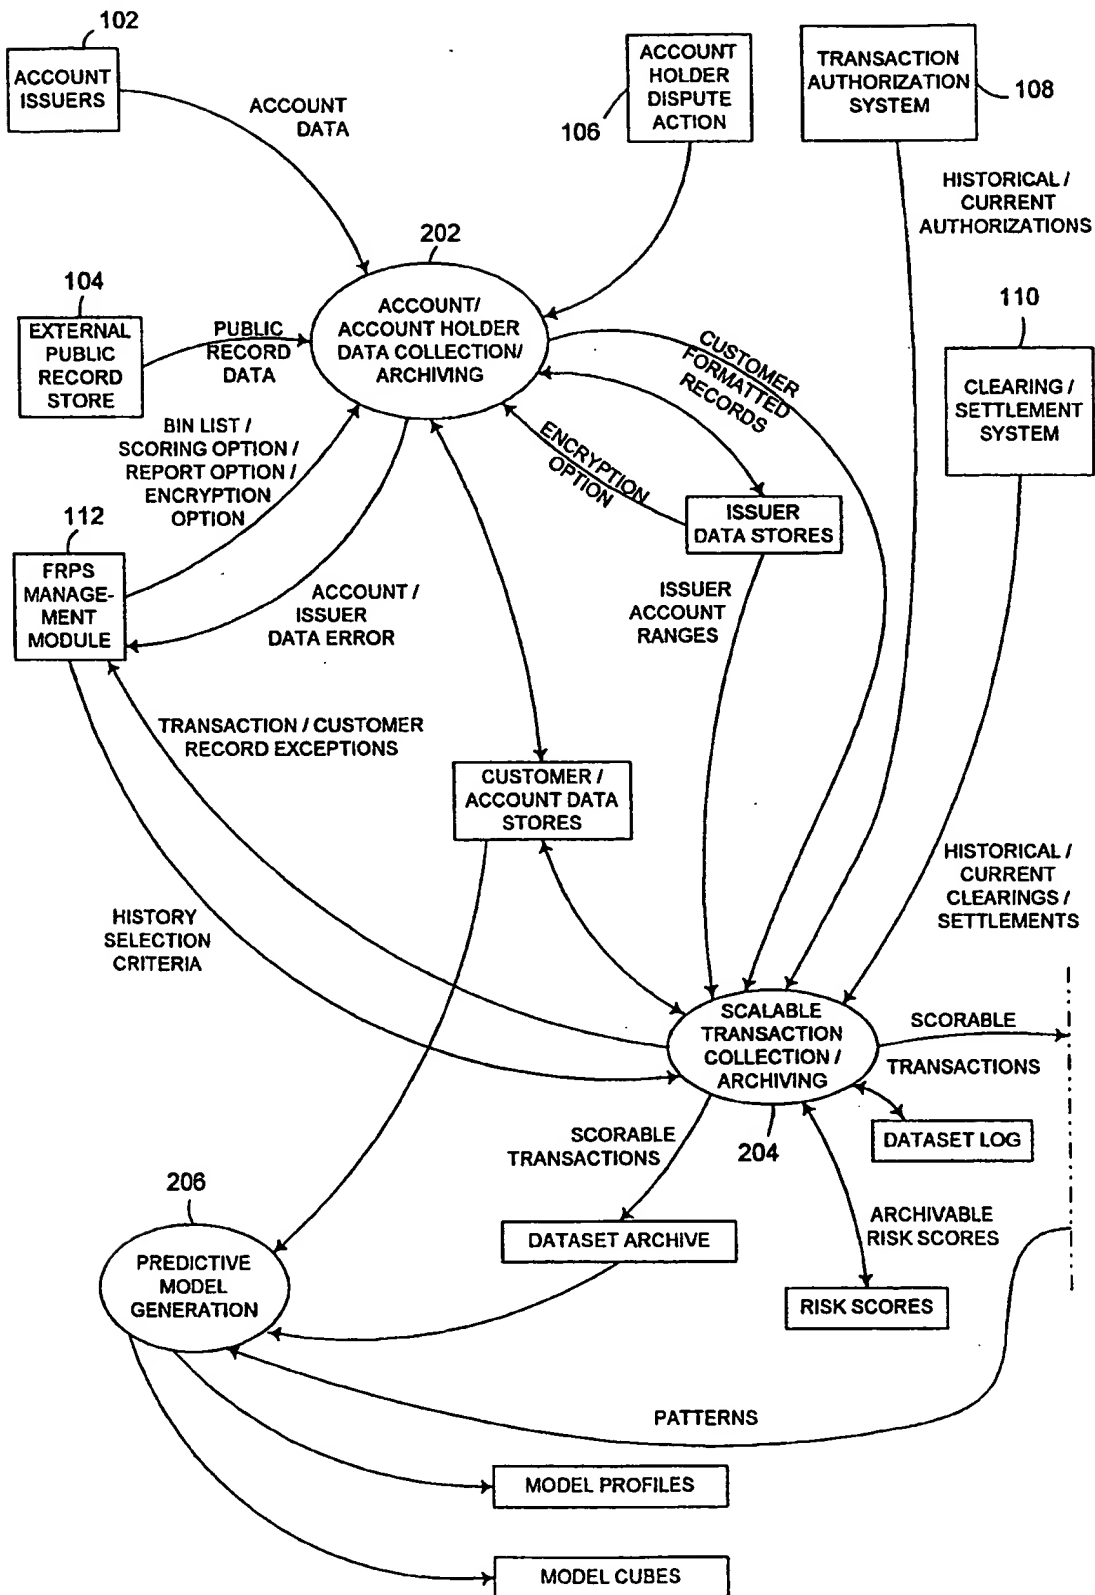 102
ACCOUNT
ISSUERS
ACCOUNT
DATA
106
ACCOUNT
HOLDER
DISPUTE
ACTION
TRANSACTION
AUTHORIZATION
SYSTEM
108
HISTORICAL /
CURRENT
AUTHORIZATIONS
202
ACCOUNT/
ACCOUNT HOLDER
DATA COLLECTION/
ARCHIVING
104
EXTERNAL
PUBLIC
RECORD
STORE
PUBLIC
RECORD
DATA
110
CLEARING /
SETTLEMENT
SYSTEM
CUSTOMER
FORMATTED
RECORDS
ENCRYPTION
OPTION
BIN LIST /
SCORING OPTION /
REPORT OPTION /
ENCRYPTION
OPTION
ISSUER
DATA STORES
112
FRPS
MANAGE-
MENT
MODULE
ACCOUNT /
ISSUER
DATA ERROR
ISSUER
ACCOUNT
RANGES
TRANSACTION / CUSTOMER
RECORD EXCEPTIONS
CUSTOMER /
ACCOUNT DATA
STORES
HISTORICAL /
CURRENT
CLEARINGS /
SETTLEMENTS
HISTORY
SELECTION
CRITERIA
SCALABLE
TRANSACTION
COLLECTION /
ARCHIVING
204
SCORABLE
TRANSACTIONS
DATASET LOG
SCORABLE
TRANSACTIONS
206
PREDICTIVE
MODEL
GENERATION
DATASET ARCHIVE
ARCHIVABLE
RISK SCORES
RISK SCORES
PATTERNS
MODEL PROFILES
MODEL CUBES